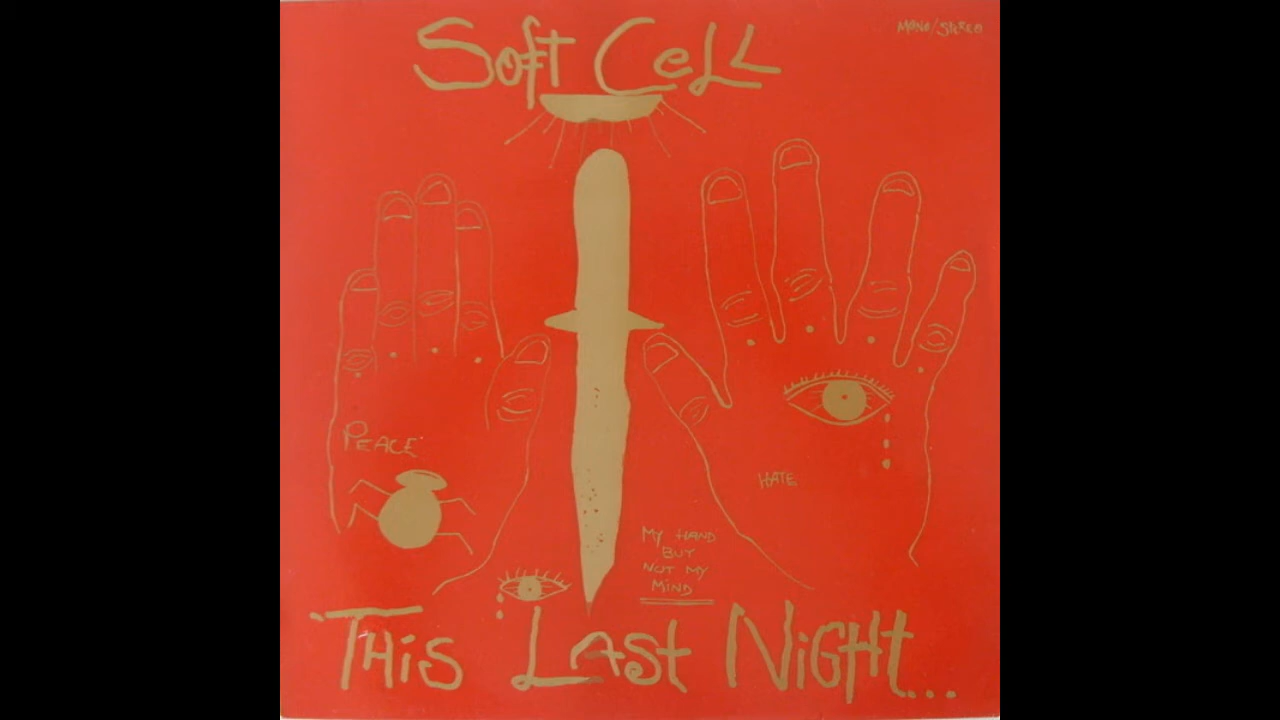 Soft Cell
Mono/Stereo
Peace
Hate
My Hand
But
Not My
Mind
This Last Night...